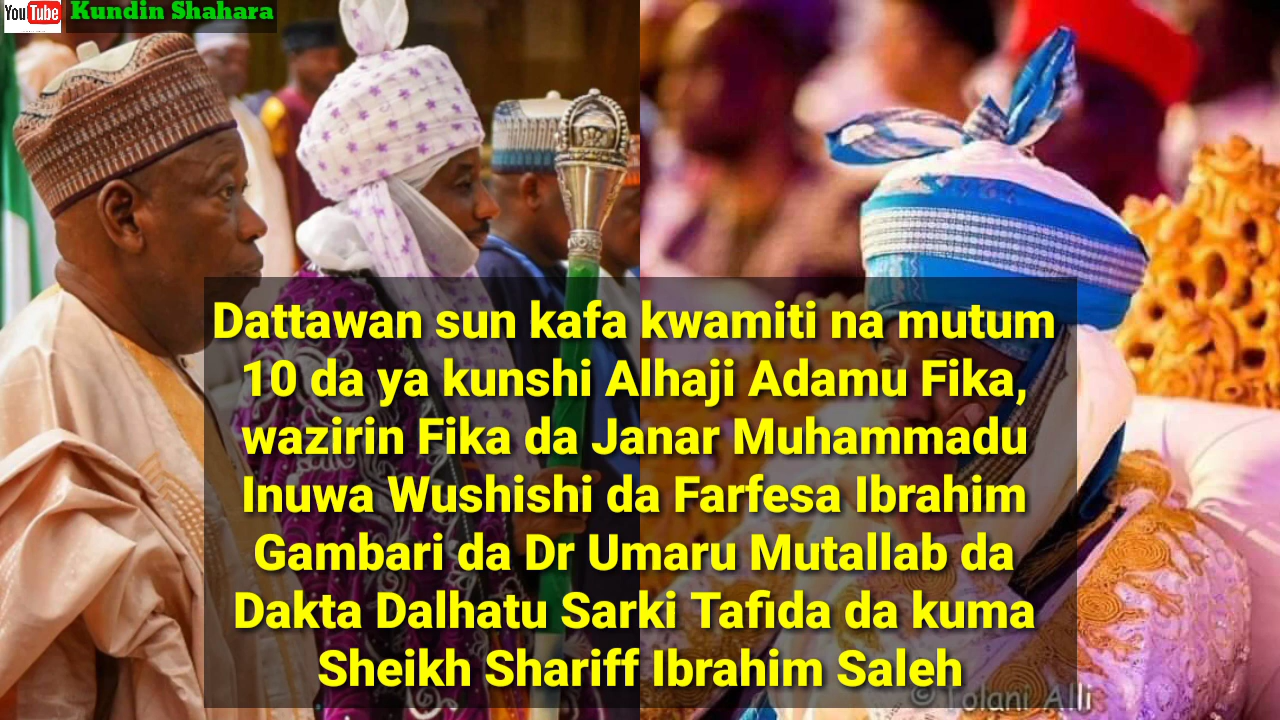 YouTube Kundin Shahara
Dattawan sun kafa kwamiti na mutum
10 da ya kunshi Alhaji Adamu Fika,
wazirin Fika da Janar Muhammadu
Inuwa Wushishi da Farfesa Ibrahim
Gambari da Dr Umaru Mutallab da
Dakta Dalhatu Sarki Tafida da kuma
Sheikh Shariff Ibrahim Saleh
© Tolani Alli